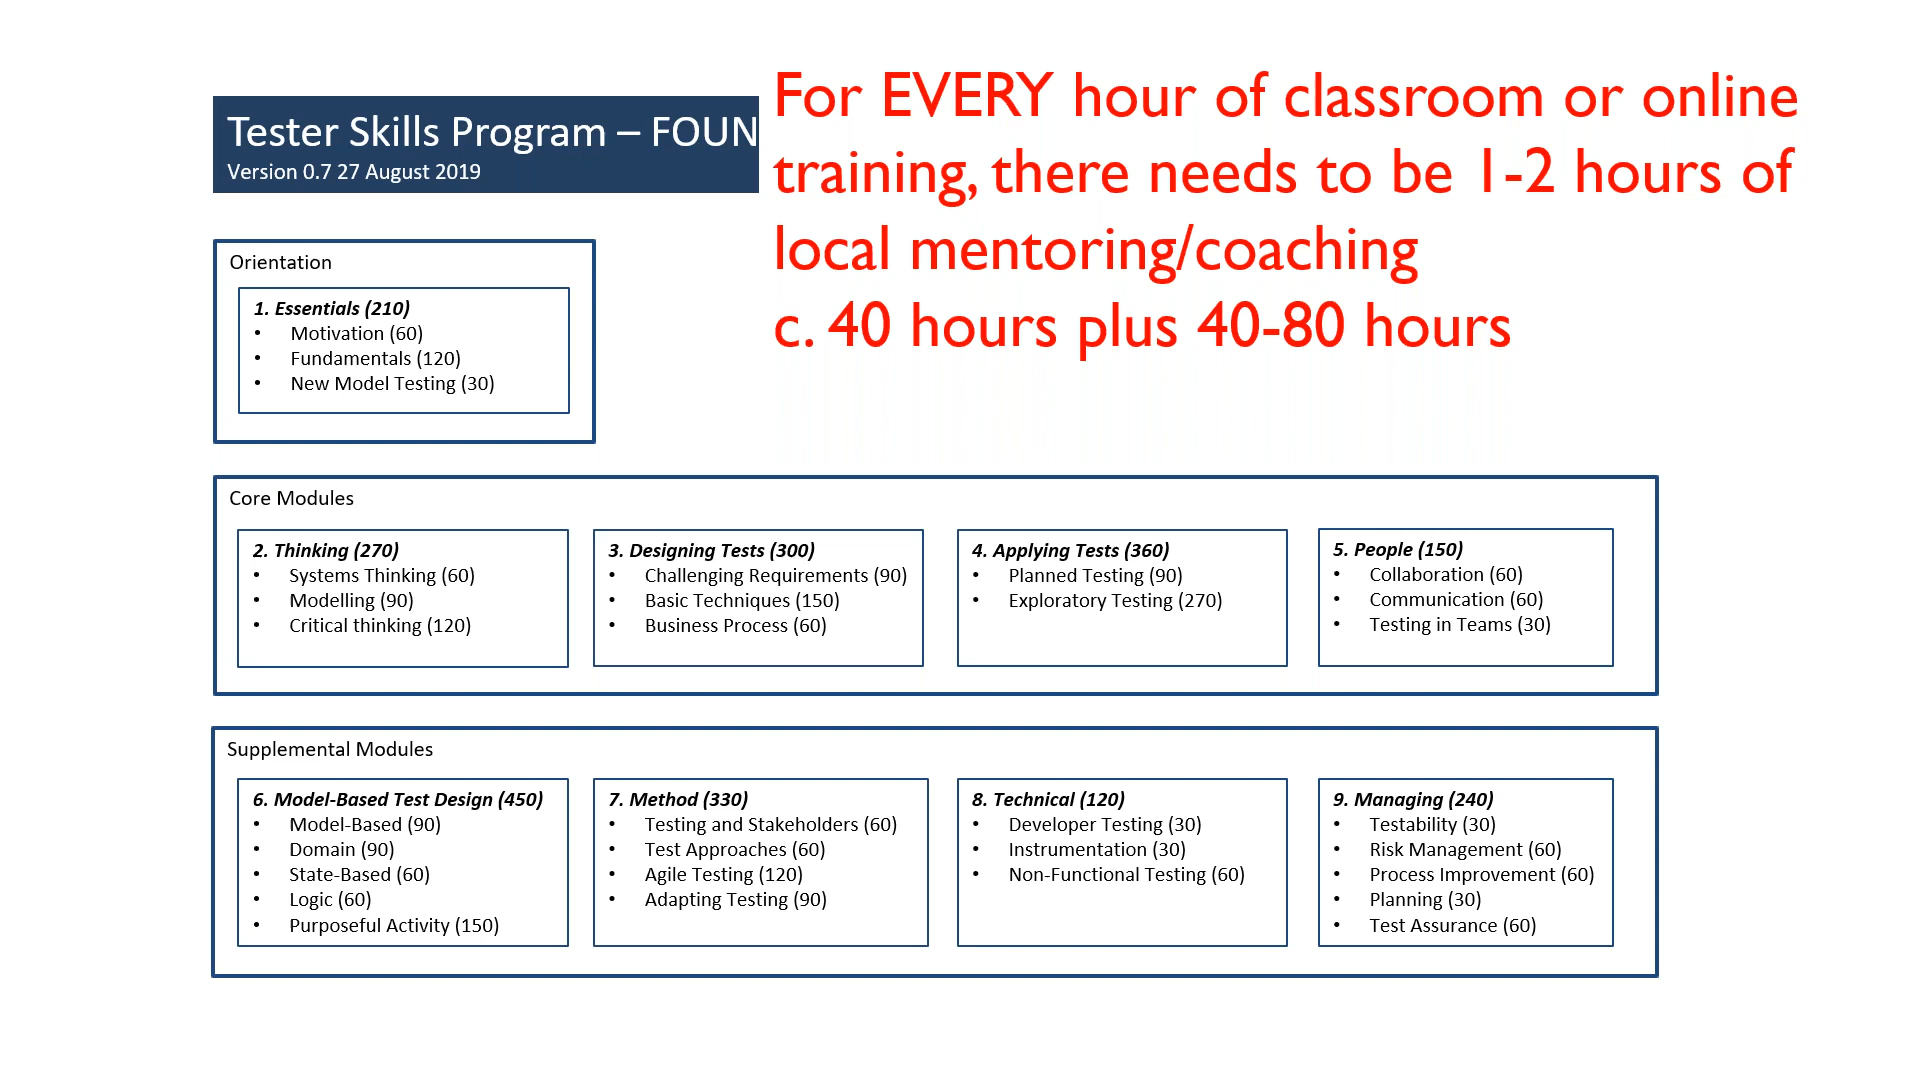 Tester Skills Program – FOUN
Version 0.7 27 August 2019
For EVERY hour of classroom or online
training, there needs to be 1-2 hours of
local mentoring/coaching
c. 40 hours plus 40-80 hours
Orientation
1. Essentials (210)
• Motivation (60)
• Fundamentals (120)
• New Model Testing (30)
Core Modules
2. Thinking (270)
• Systems Thinking (60)
• Modelling (90)
• Critical thinking (120)
3. Designing Tests (300)
• Challenging Requirements (90)
• Basic Techniques (150)
• Business Process (60)
4. Applying Tests (360)
• Planned Testing (90)
• Exploratory Testing (270)
5. People (150)
• Collaboration (60)
• Communication (60)
• Testing in Teams (30)
Supplemental Modules
6. Model-Based Test Design (450)
• Model-Based (90)
• Domain (90)
• State-Based (60)
• Logic (60)
• Purposeful Activity (150)
7. Method (330)
• Testing and Stakeholders (60)
• Test Approaches (60)
• Agile Testing (120)
• Adapting Testing (90)
8. Technical (120)
• Developer Testing (30)
• Instrumentation (30)
• Non-Functional Testing (60)
9. Managing (240)
• Testability (30)
• Risk Management (60)
• Process Improvement (60)
• Planning (30)
• Test Assurance (60)